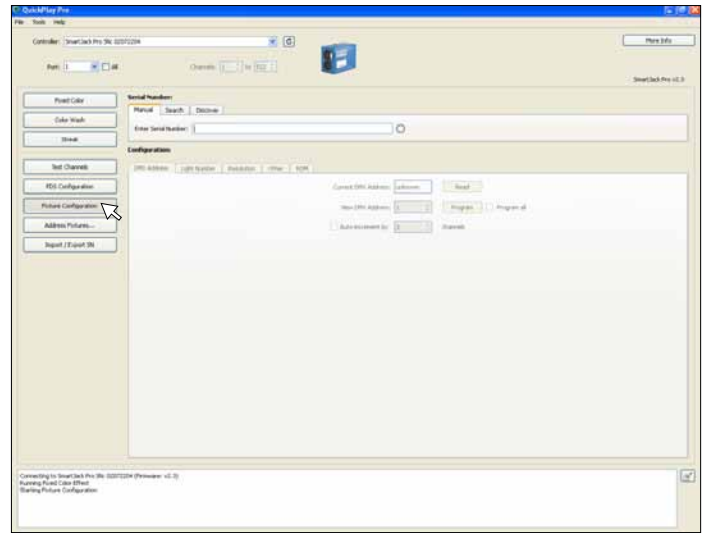 QuickPlay Pro
File Tools Help
Controller: SmartJack Pro SN: 02072204
More Info
Port: 1 All Channels 1 to 512
SmartJack Pro v2.3
Fixed Color
Color Wash
Streak
Test Channels
PDS Configuration
Fixture Configuration
Address Fixtures...
Import / Export SN
Serial Number:
Manual Search Discover
Enter Serial Number:
Configuration:
DMX Address Light Number Resolution Other ROM
Current DMX Address: unknown Read
New DMX Address: 1 Program Program all
Auto-increment by 3 channels
Connecting to SmartJack Pro SN: 02072204 (Firmware: v2.3)
Running Fixed Color Effect
Starting Fixture Configuration